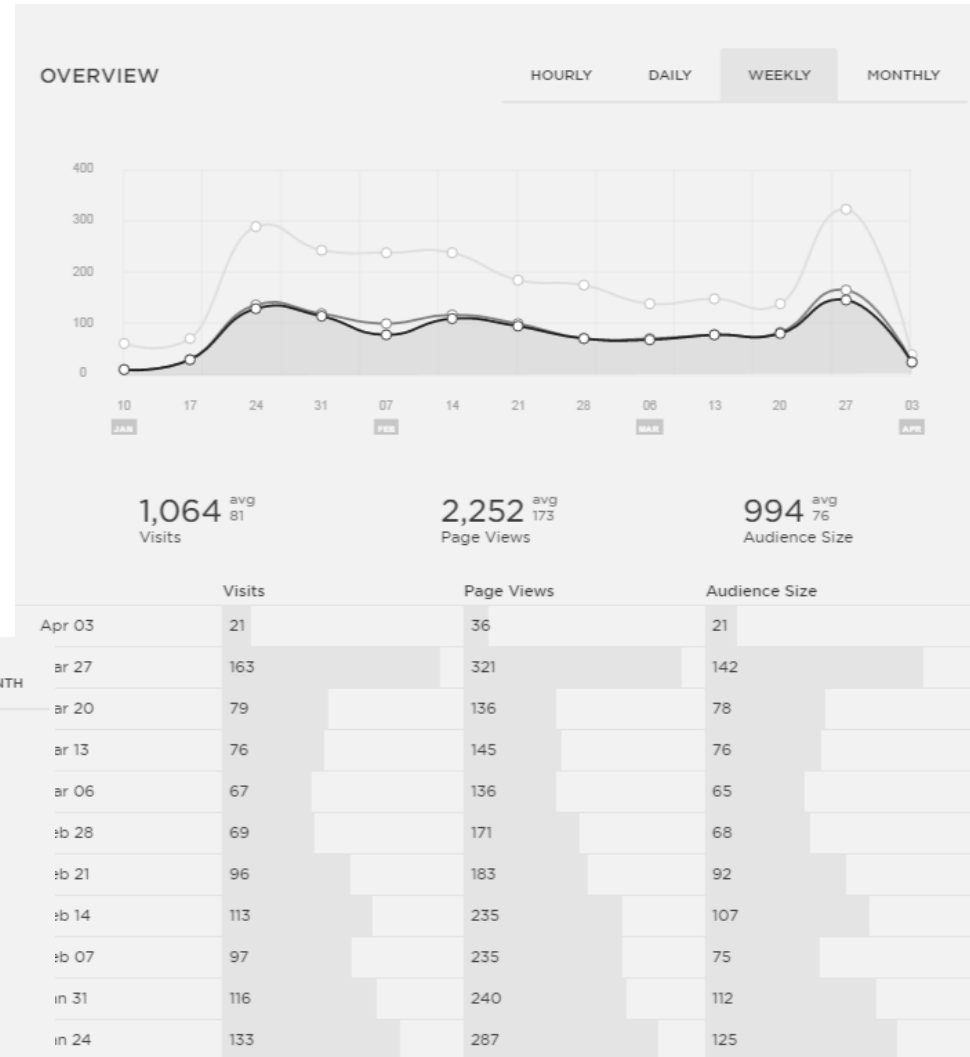 OVERVIEW HOURLY DAILY WEEKLY MONTHLY
400
300
200
100
0
10 17 24 31 07 14 21 28 06 13 20 27 03
JAN FEB MAR APR
1,064 avg 81 2,252 avg 173 994 avg 76
Visits Page Views Audience Size
Visits Page Views Audience Size
Apr 03 21 36 21
ar 27 163 321 142
NTH
ar 20 79 136 78
ar 13 76 145 76
ar 06 67 136 65
eb 28 69 171 68
eb 21 96 183 92
eb 14 113 235 107
eb 07 97 235 75
an 31 116 240 112
an 24 133 287 125